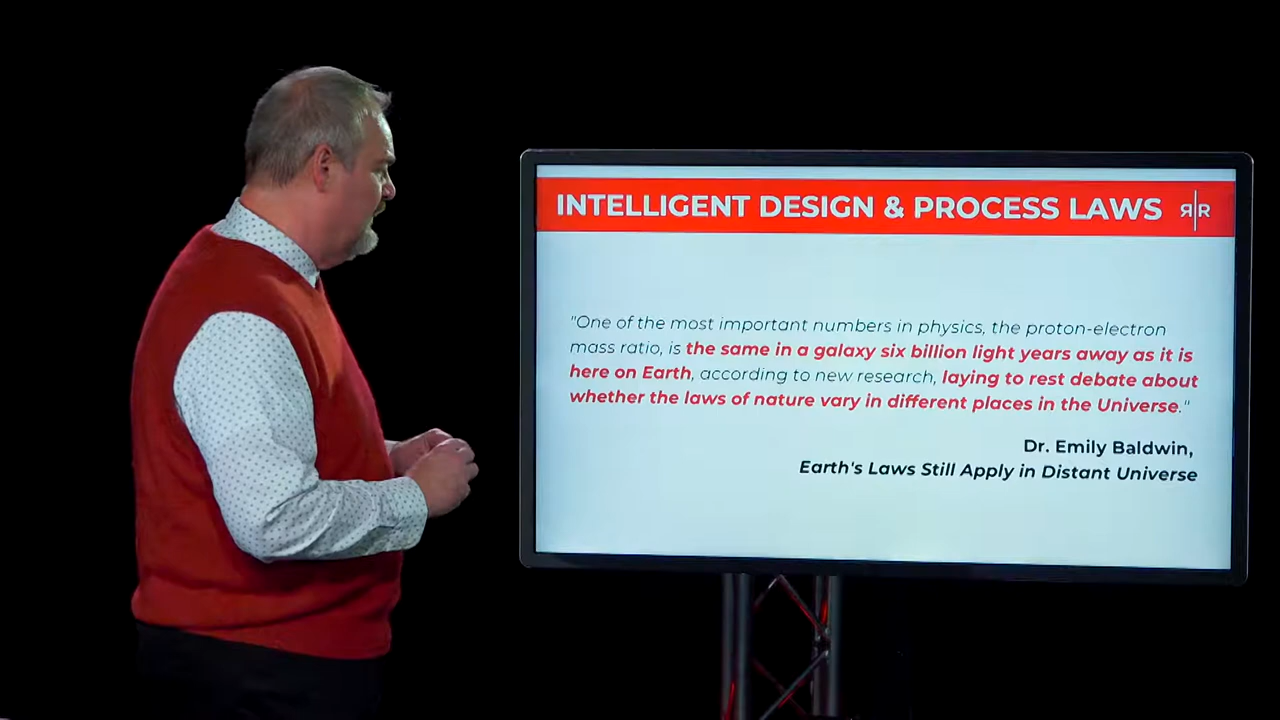 INTELLIGENT DESIGN & PROCESS LAWS
ЯR
"One of the most important numbers in physics, the proton-electron
mass ratio, is the same in a galaxy six billion light years away as it is
here on Earth, according to new research, laying to rest debate about
whether the laws of nature vary in different places in the Universe."
Dr. Emily Baldwin,
Earth's Laws Still Apply in Distant Universe